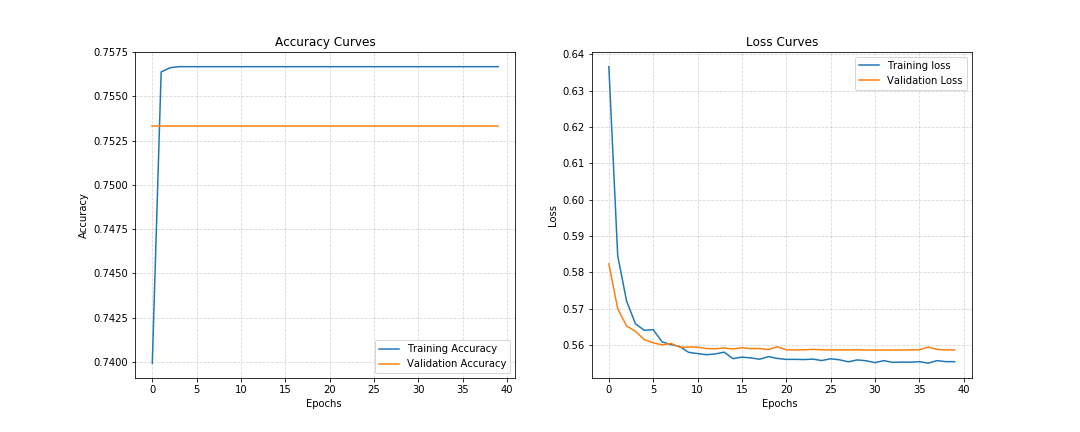 Accuracy Curves
0.7575
0.7550
0.7525
0.7500
0.7475
0.7450
0.7425
0.7400
Accuracy
0 5 10 15 20 25 30 35 40
Epochs
Training Accuracy
Validation Accuracy
Loss Curves
0.64
0.63
0.62
0.61
0.60
0.59
0.58
0.57
0.56
Loss
0 5 10 15 20 25 30 35 40
Epochs
Training loss
Validation Loss